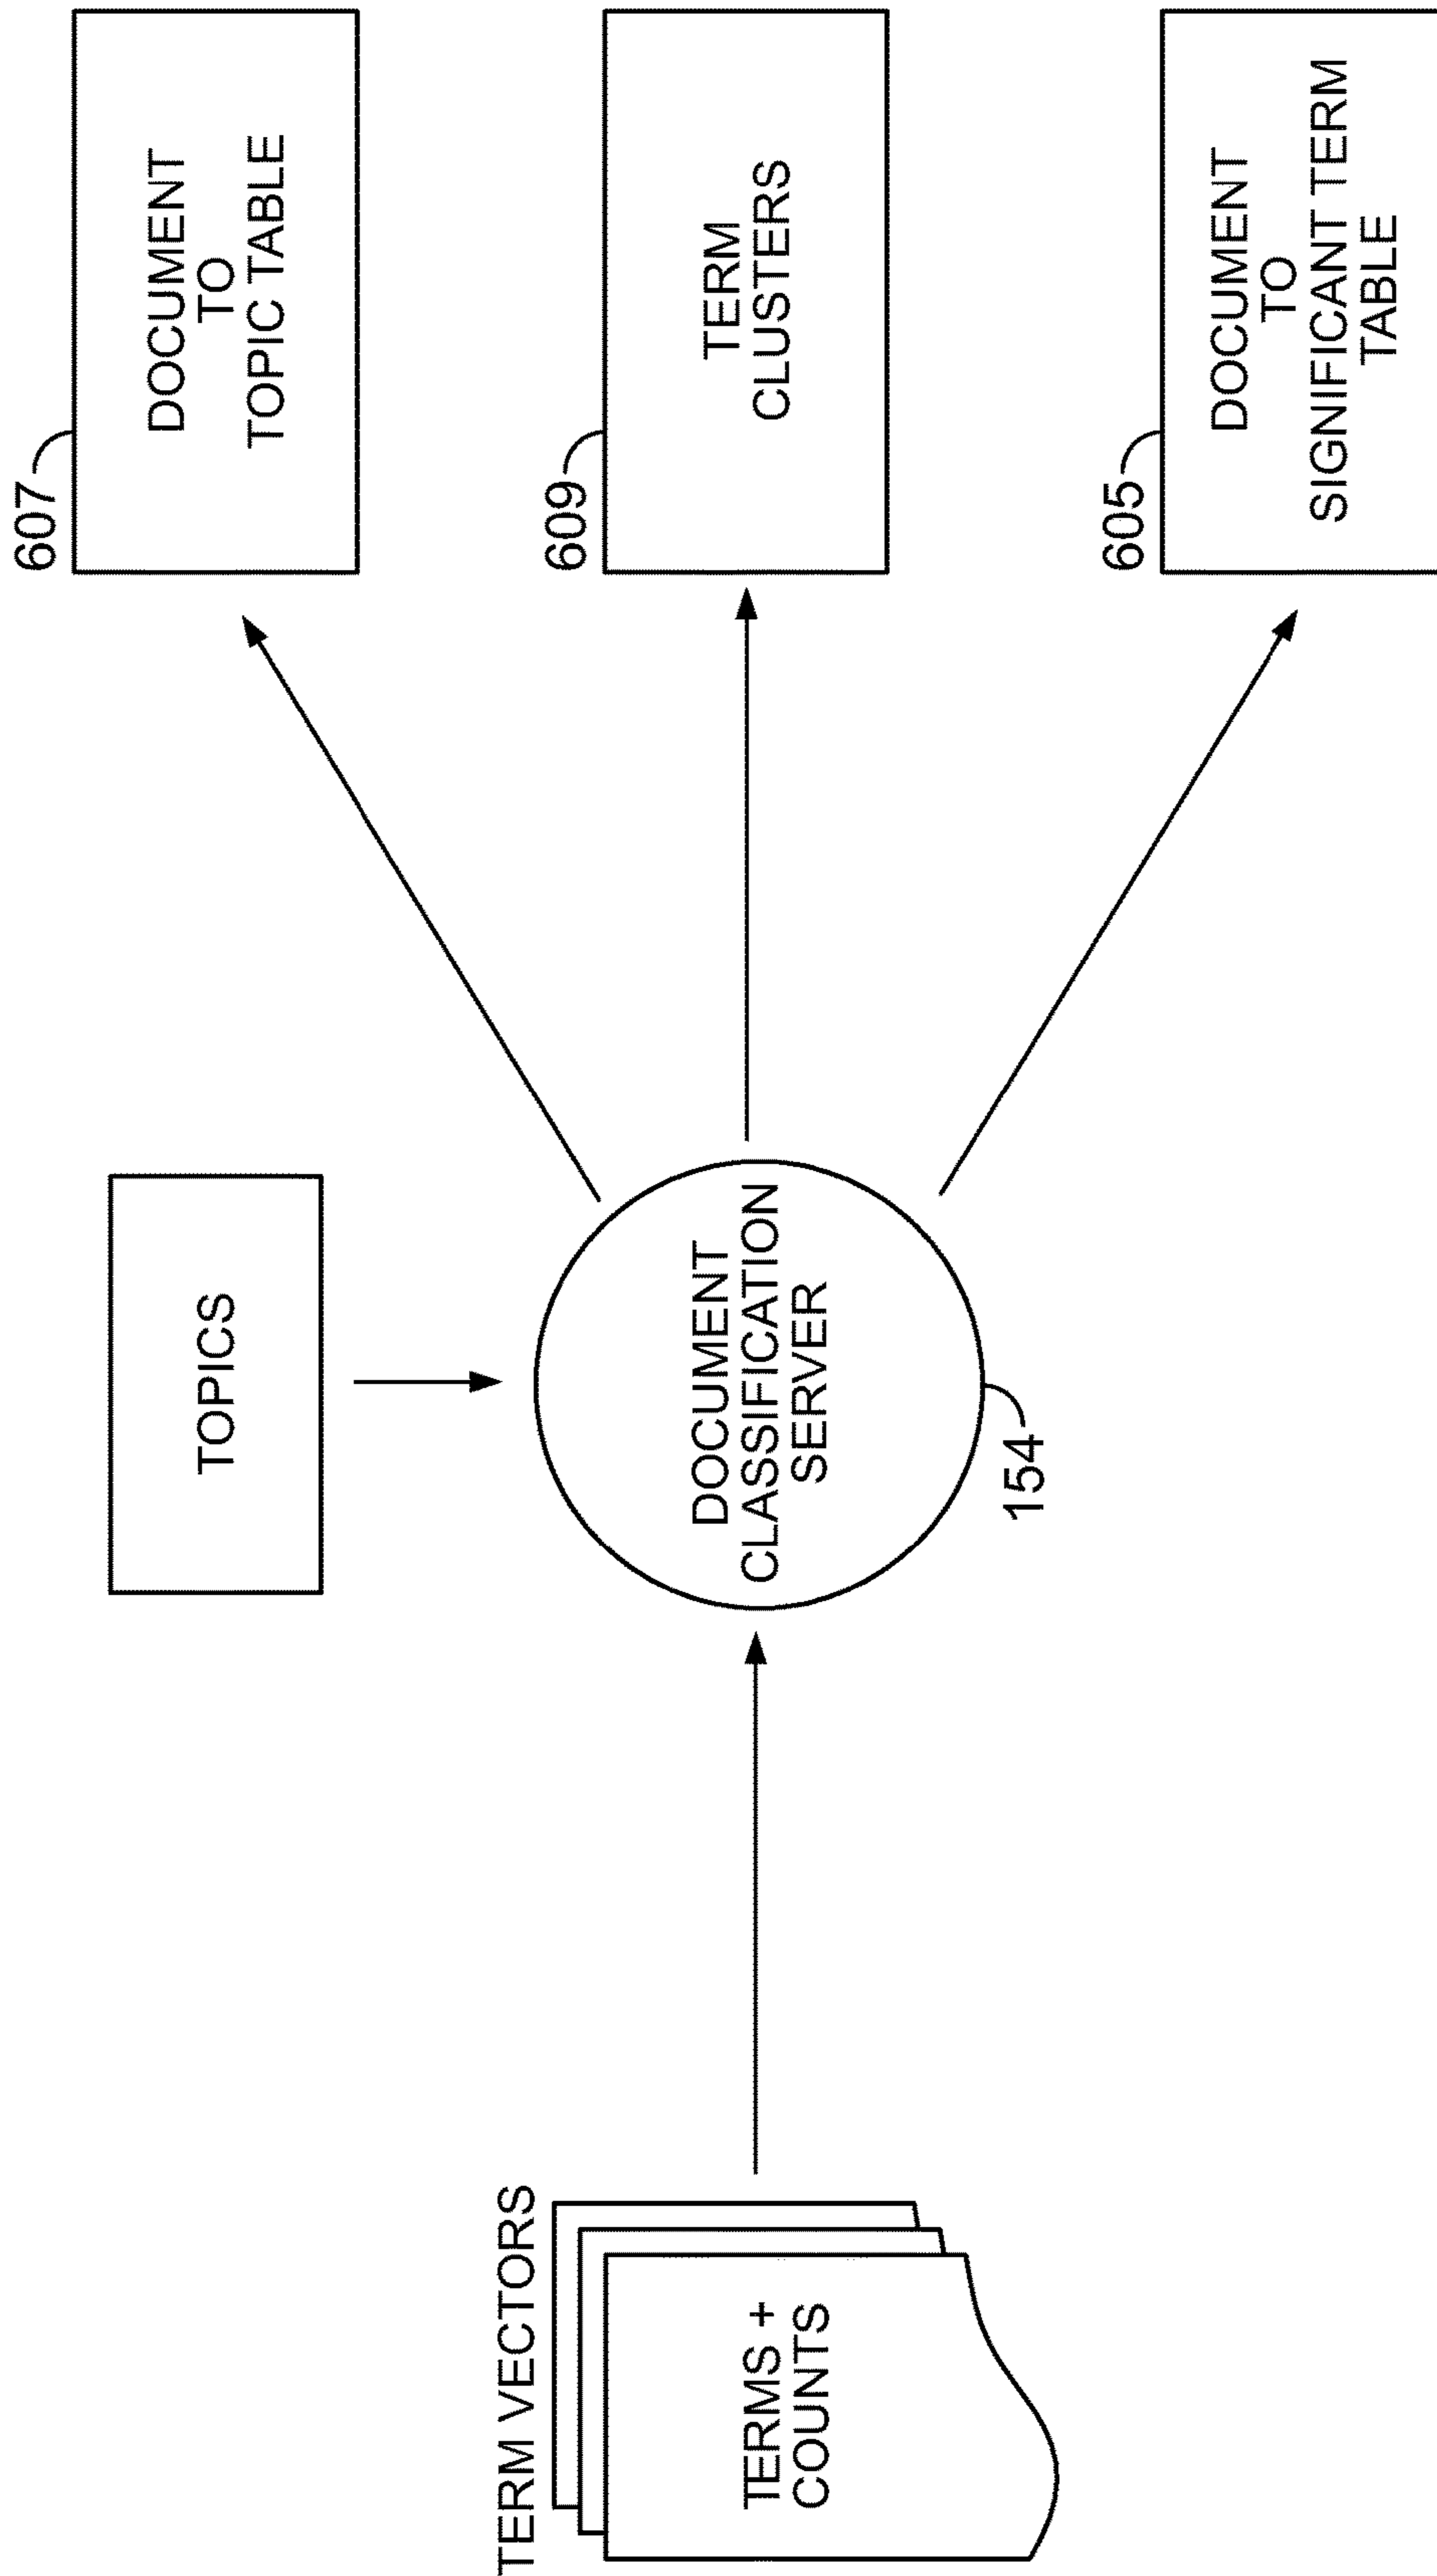 TERM VECTORS
TERMS +
COUNTS
TOPICS
DOCUMENT
CLASSIFICATION
SERVER
154
607
DOCUMENT
TO
TOPIC TABLE
609
TERM
CLUSTERS
605
DOCUMENT
TO
SIGNIFICANT TERM
TABLE